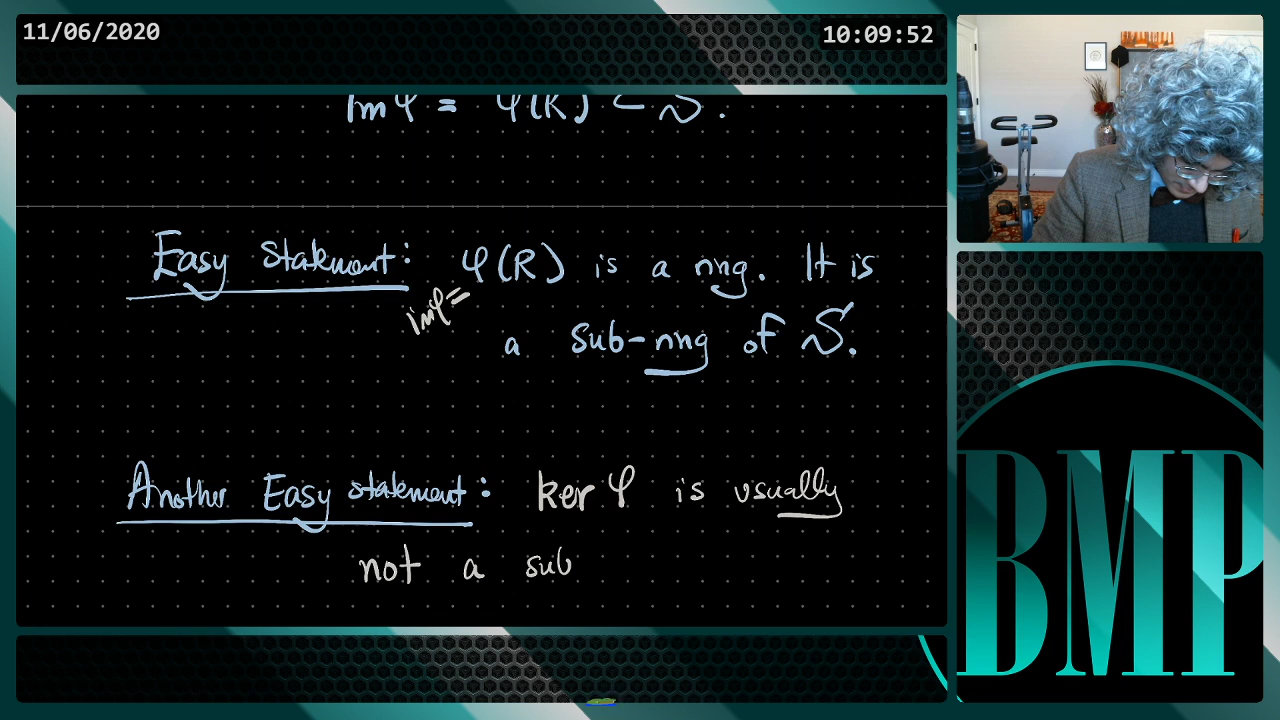 11/06/2020
10:09:52
Im φ = φ(R) ⊂ S.
Easy statement: φ(R) is a ring. It is
im φ =
a sub-ring of S.
Another Easy statement: ker φ is usually
not a sub
BMP